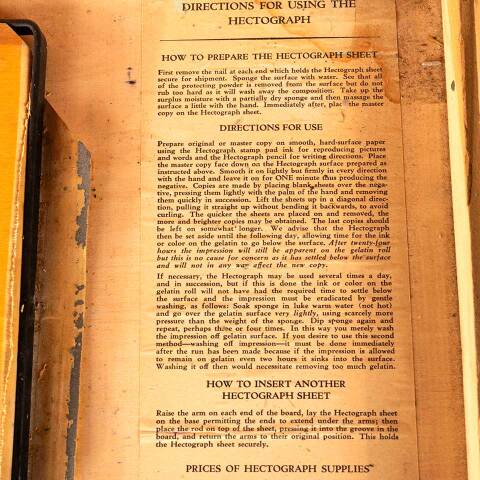 DIRECTIONS FOR USING THE
HECTOGRAPH
HOW TO PREPARE THE HECTOGRAPH SHEET
First remove the nail at each end which holds the Hectograph sheet
secure for shipment. Sponge the surface with water. See that all
of the protecting powder is removed from the surface but do not
rub too hard as it will wash away the composition. Take up the
surplus moisture with a partially dry sponge and then massage the
surface a little with the hand. Immediately after, place the master
copy on the Hectograph sheet.
DIRECTIONS FOR USE
Prepare original or master copy on smooth, hard-surface paper
using the Hectograph stamp pad ink for reproducing pictures
and words and the Hectograph pencil for writing directions. Place
the master copy face down on the Hectograph surface prepared as
instructed above. Smooth it on lightly but firmly in every direction
with the hand and leave it on for ONE minute thus producing the
negative. Copies are made by placing blank sheets over the nega-
tive, pressing them lightly with the palm of the hand and removing
them quickly in succession. Lift the sheets up in a diagonal direc-
tion, pulling it straight up without bending it backwards, to avoid
curling. The quicker the sheets are placed on and removed, the
more and brighter copies may be obtained. The last copies should
be left on somewhat longer. We advise that the Hectograph
then be set aside until the following day, allowing time for the ink
or color on the gelatin to go below the surface. After twenty-four
hours the impression will still be apparent on the gelatin roll
but this is no cause for concern as it has settled below the surface
and will not in any way affect the new copy.
If necessary, the Hectograph may be used several times a day,
and in succession, but if this is done the ink or color on the
gelatin roll will not have had the required time to settle below
the surface and the impression must be eradicated by gentle
washing, as follows: Soak sponge in luke warm water (not hot)
and go over the gelatin surface very lightly, using scarcely more
pressure than the weight of the sponge. Dip sponge again and
repeat, perhaps three or four times. In this way you merely wash
the impression off gelatin surface. If you desire to use this second
method—washing off impression—it must be done immediately
after the run has been made because if the impression is allowed
to remain on gelatin even two hours it sinks into the surface.
Washing it off then would necessitate removing too much gelatin.
HOW TO INSERT ANOTHER
HECTOGRAPH SHEET
Raise the arm on each end of the board, lay the Hectograph sheet
on the base permitting the ends to extend under the arms; then
place the rod on top of the sheet, pressing it into the groove in the
board, and return the arms to their original position. This holds
the Hectograph sheet securely.
PRICES OF HECTOGRAPH SUPPLIES